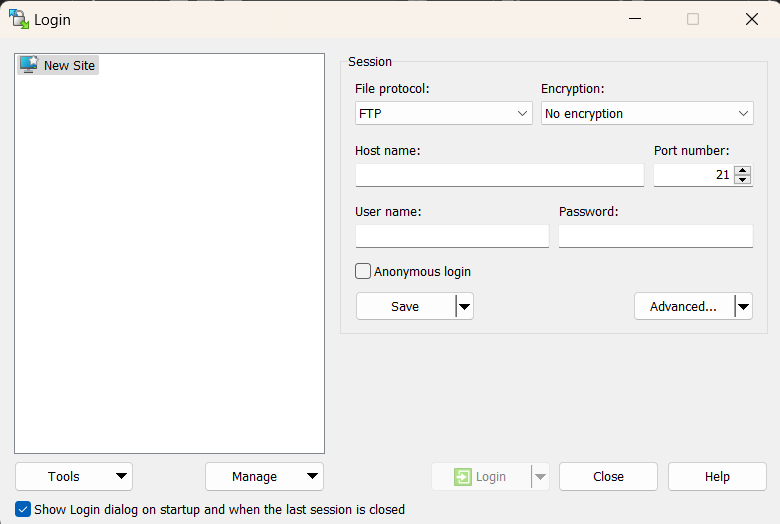 Login
New Site
Session
File protocol:
Encryption:
FTP
No encryption
Host name:
Port number:
21
User name:
Password:
Anonymous login
Save
Advanced...
Tools
Manage
Login
Close
Help
Show Login dialog on startup and when the last session is closed